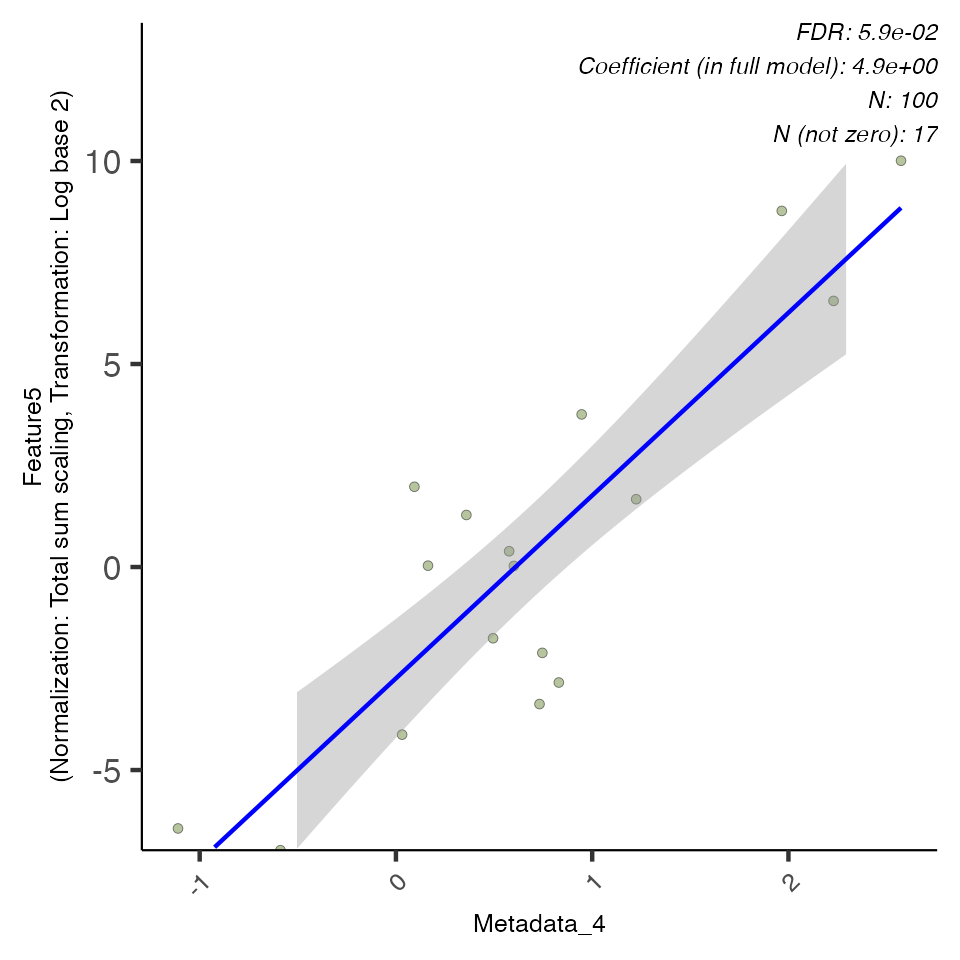 FDR: 5.9e-02
Coefficient (in full model): 4.9e+00
N: 100
N (not zero): 17
Feature5
(Normalization: Total sum scaling, Transformation: Log base 2)
10
5
0
-5
-1
0
1
2
Metadata_4